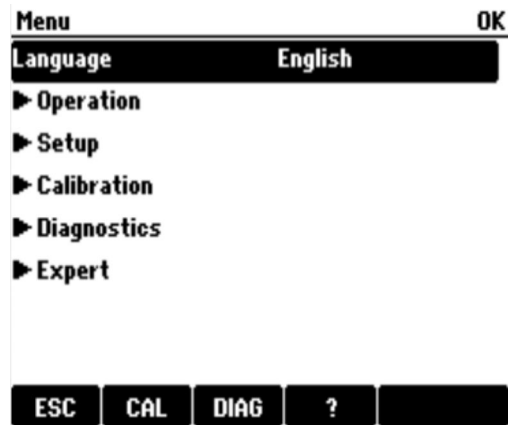 Menu OK
Language English
Operation
Setup
Calibration
Diagnostics
Expert
ESC CAL DIAG ?